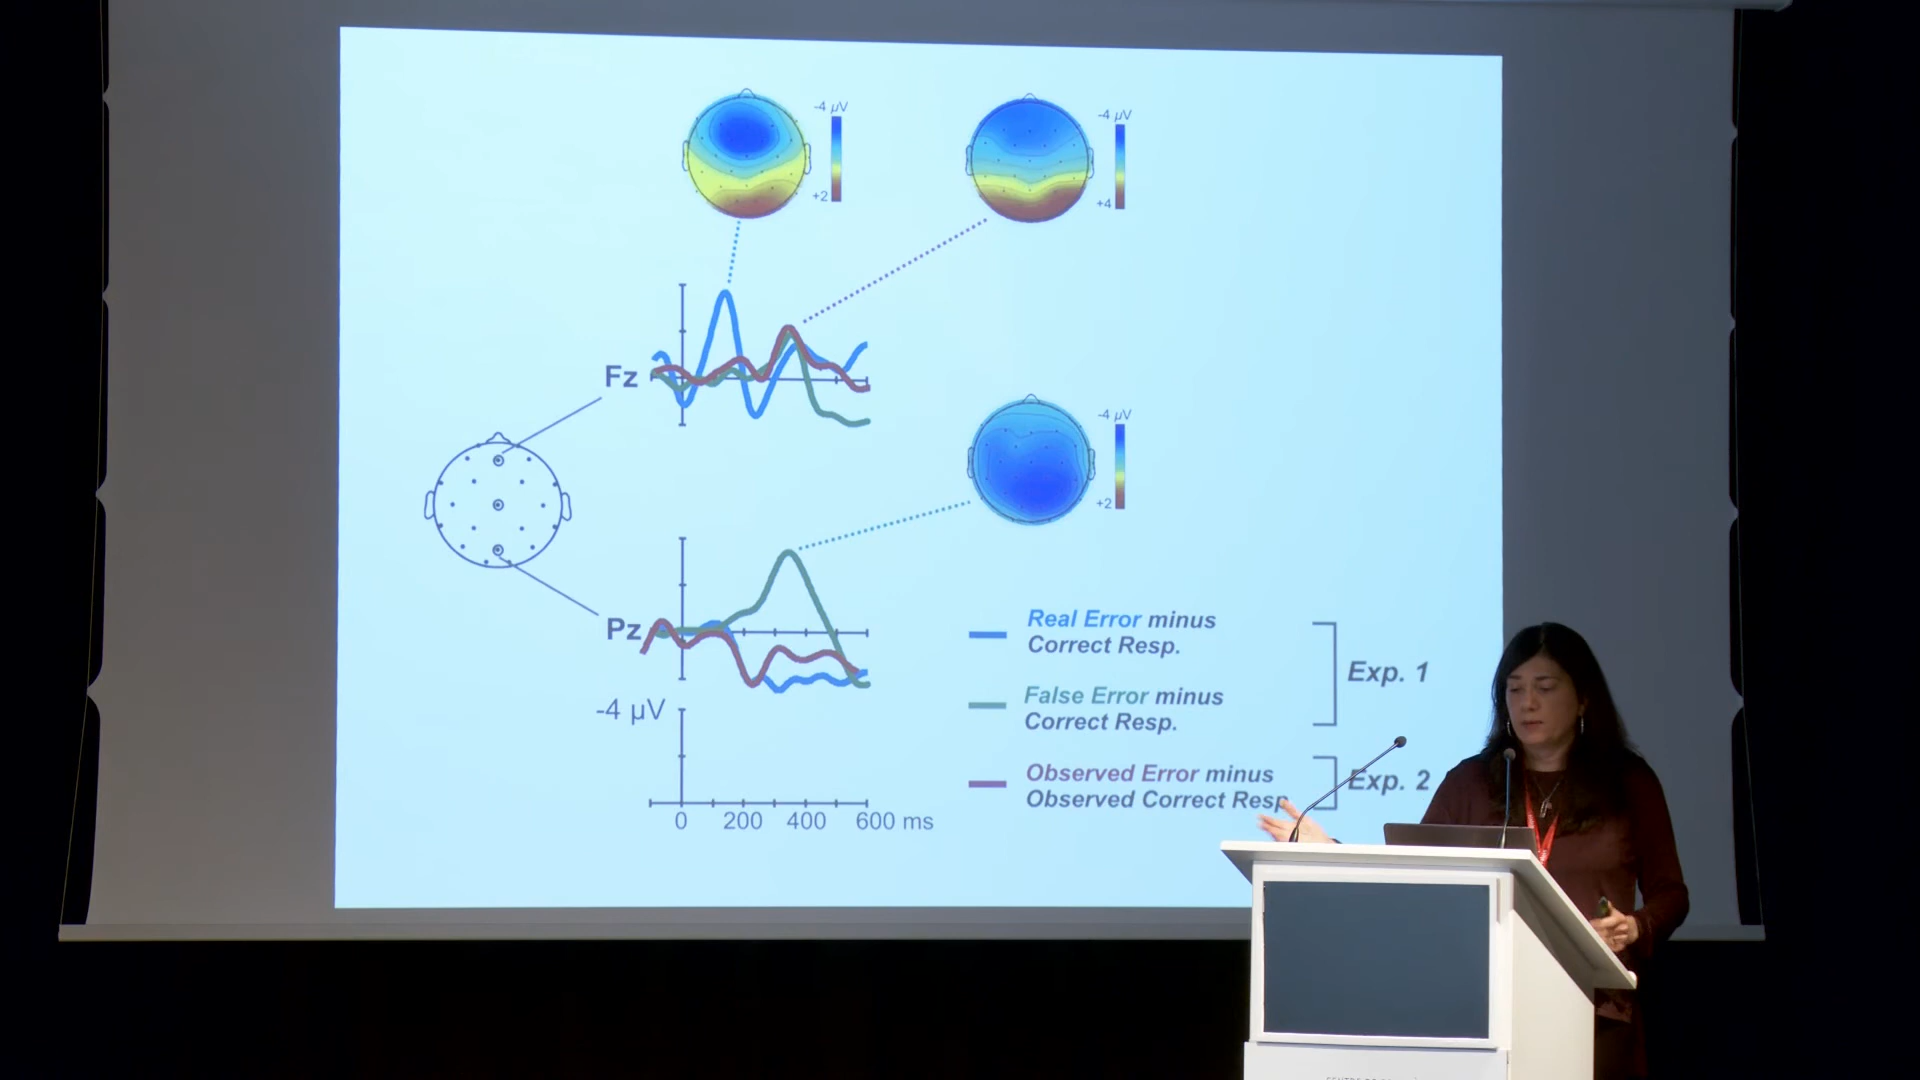 -4 µV
+2
-4 µV
+4
Fz
-4 µV
+2
Pz
-4 µV
0 200 400 600 ms
Real Error minus
Correct Resp.
False Error minus
Correct Resp.
Exp. 1
Observed Error minus
Observed Correct Resp
Exp. 2